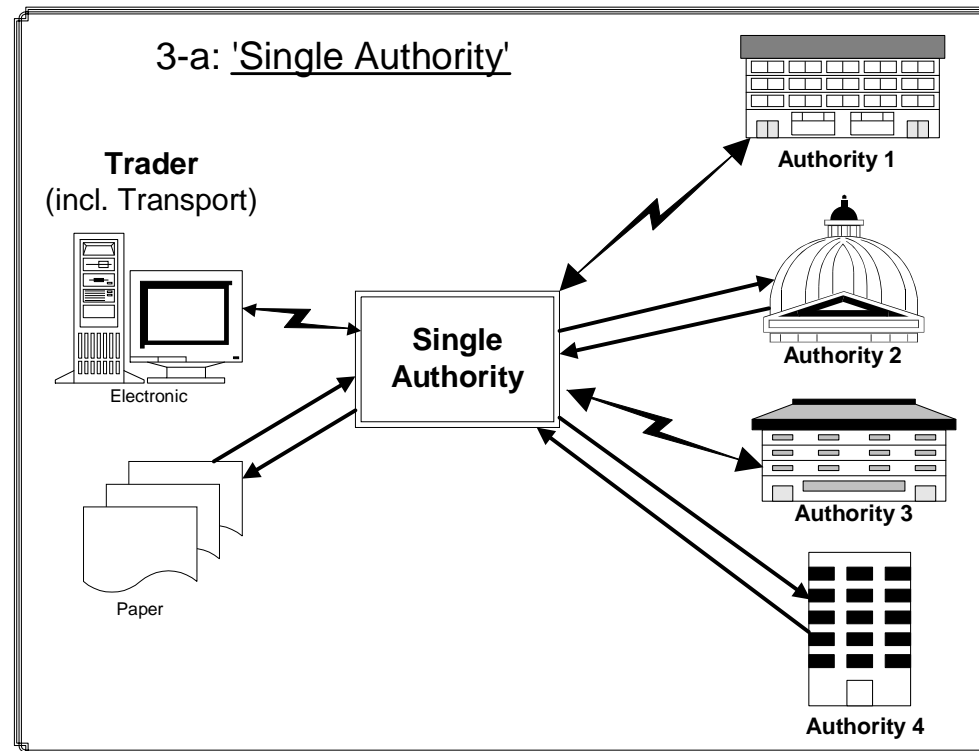 3-a: 'Single Authority'
Trader
(incl. Transport)
Electronic
Paper
Single
Authority
Authority 1
Authority 2
Authority 3
Authority 4